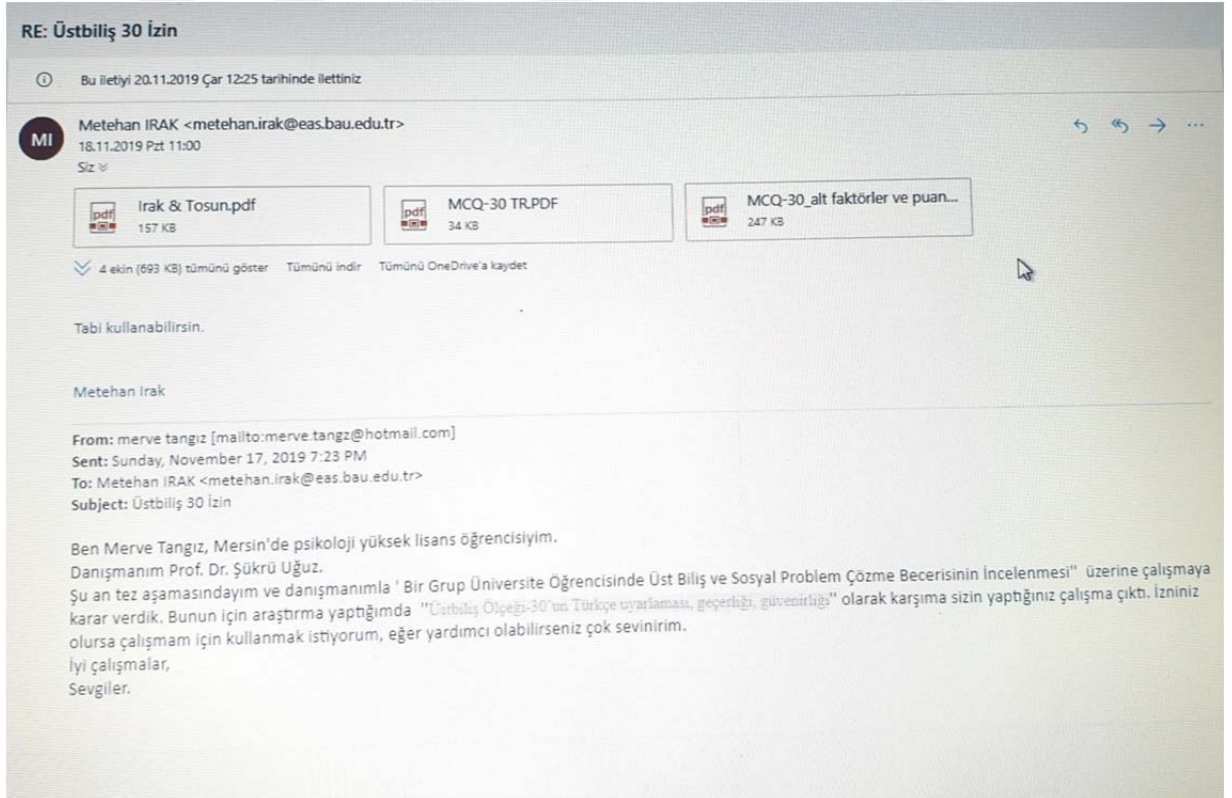 RE: Üstbiliş 30 İzin
Bu iletiyi 20.11.2019 Çar 12:25 tarihinde ilettiniz
MI
Metehan IRAK <metehan.irak@eas.bau.edu.tr>
18.11.2019 Pzt 11:00
Siz
pdf
Irak & Tosun.pdf
157 KB
pdf
MCQ-30 TR.PDF
34 KB
pdf
MCQ-30_alt faktörler ve puan...
247 KB
4 ekin (693 KB) tümünü göster Tümünü indir Tümünü OneDrive'a kaydet
Tabi kullanabilirsin.
Metehan Irak
From: merve tangız [mailto:merve.tangz@hotmail.com]
Sent: Sunday, November 17, 2019 7:23 PM
To: Metehan IRAK <metehan.irak@eas.bau.edu.tr>
Subject: Üstbiliş 30 İzin
Ben Merve Tangız, Mersin'de psikoloji yüksek lisans öğrencisiyim.
Danışmanım Prof. Dr. Şükrü Uğuz.
Şu an tez aşamasındayım ve danışmanımla ' Bir Grup Üniversite Öğrencisinde Üst Biliş ve Sosyal Problem Çözme Becerisinin İncelenmesi" üzerine çalışmaya
karar verdik. Bunun için araştırma yaptığımda "Üstbiliş Ölçeği-30'un Türkçe uyarlaması, geçerliği, güvenirliği" olarak karşıma sizin yaptığınız çalışma çıktı. İzniniz
olursa çalışmam için kullanmak istiyorum, eğer yardımcı olabilirseniz çok sevinirim.
İyi çalışmalar,
Sevgiler.